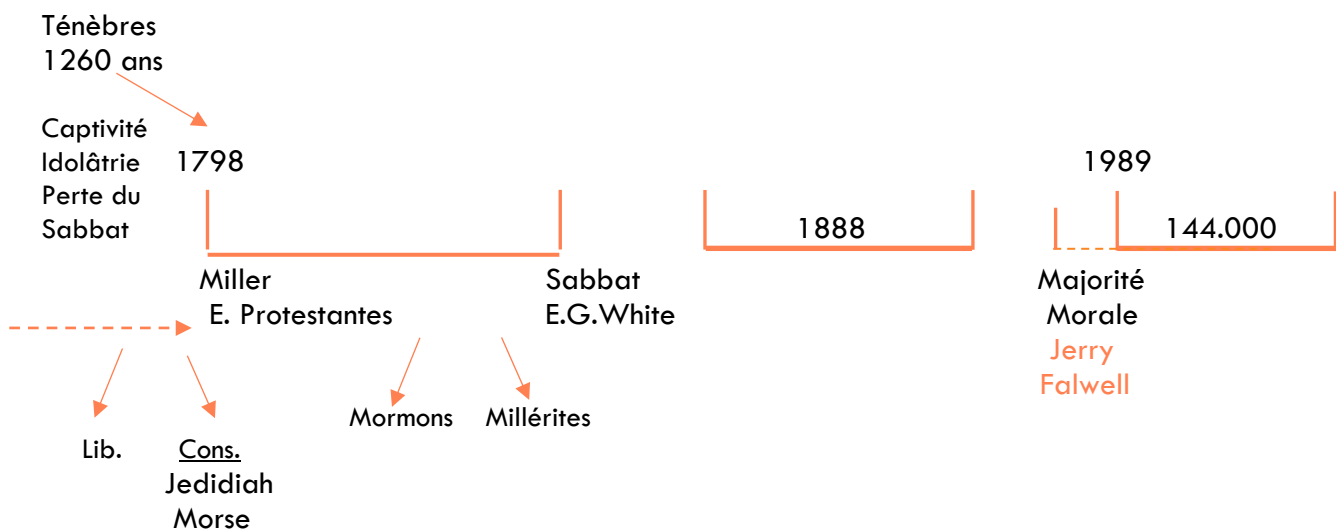 Ténèbres
1260 ans
Captivité
Idolâtrie
Perte du
Sabbat
1798
1989
1888
144.000
Miller
E. Protestantes
Sabbat
E.G.White
Majorité
Morale
Jerry
Falwell
Mormons
Millérites
Lib.
Cons.
Jedidiah
Morse